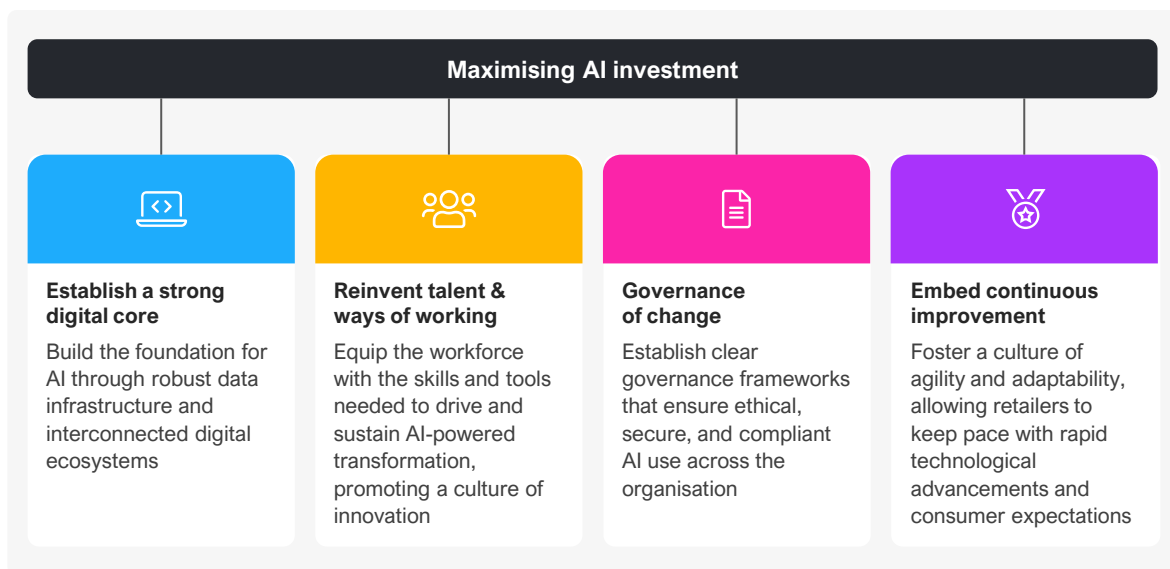 Maximising AI investment
Establish a strong
digital core
Build the foundation for
AI through robust data
infrastructure and
interconnected digital
ecosystems
Reinvent talent &
ways of working
Equip the workforce
with the skills and tools
needed to drive and
sustain AI-powered
transformation,
promoting a culture of
innovation
Governance
of change
Establish clear
governance frameworks
that ensure ethical,
secure, and compliant
AI use across the
organisation
Embed continuous
improvement
Foster a culture of
agility and adaptability,
allowing retailers to
keep pace with rapid
technological
advancements and
consumer expectations